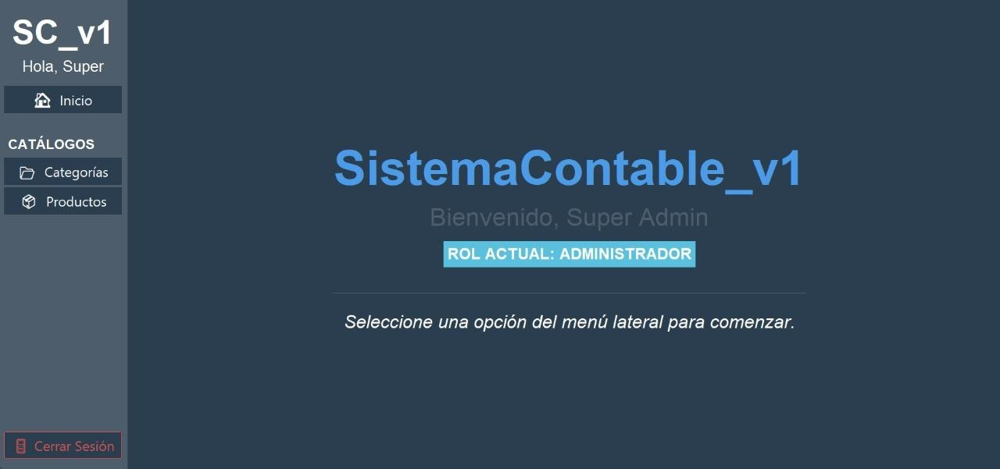 SC_v1
Hola, Super
Inicio
CATÁLOGOS
Categorías
Productos
Cerrar Sesión
SistemaContable_v1
Bienvenido, Super Admin
ROL ACTUAL: ADMINISTRADOR
Seleccione una opción del menú lateral para comenzar.